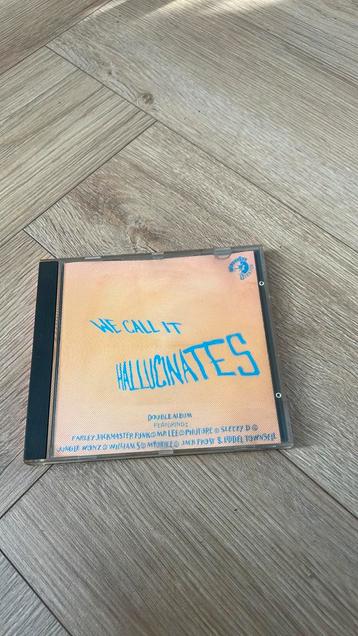 WE CALL IT
HALLUCINATES
DOUBLE ALBUM
FEATURING:
FARLEY JACKMASTER FUNK MR LEE PHUTURE SLEEZY D
JUNGLE WONZ WILLIAM S JACK FROST & LIDDEL TOWNSELL